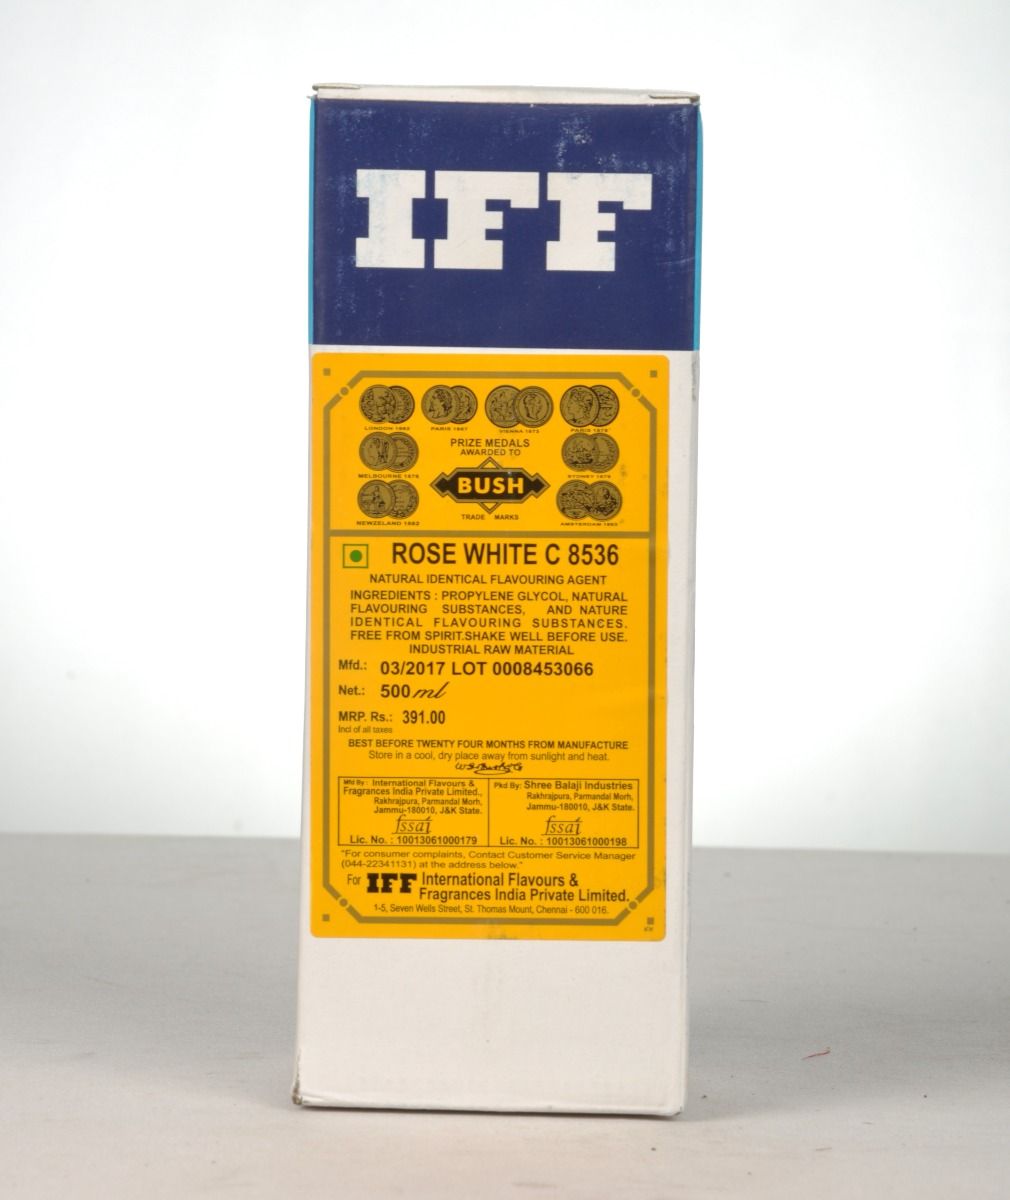 IFF
LONDON 1862 PARIS 1867 VIENNA 1873 PARIS 1878
PRIZE MEDALS
AWARDED TO
MELBOURNE 1876 SYDNEY 1879
BUSH
TRADE MARKS
NEWZELAND 1882 AMSTERDAM 1883
ROSE WHITE C 8536
NATURAL IDENTICAL FLAVOURING AGENT
INGREDIENTS : PROPYLENE GLYCOL, NATURAL
FLAVOURING SUBSTANCES, AND NATURE
IDENTICAL FLAVOURING SUBSTANCES.
FREE FROM SPIRIT.SHAKE WELL BEFORE USE.
INDUSTRIAL RAW MATERIAL
Mfd.: 03/2017 LOT 0008453066
Net.: 500 ml
MRP. Rs.: 391.00
Incl of all taxes
BEST BEFORE TWENTY FOUR MONTHS FROM MANUFACTURE
Store in a cool, dry place away from sunlight and heat.
Mfd By : International Flavours &
Fragrances India Private Limited.,
Rakhrajpura, Parmandal Morh,
Jammu-180010, J&K State.
fssai
Lic. No. : 10013061000179
Pkd By: Shree Balaji Industries
Rakhrajpura, Parmandal Morh,
Jammu-180010, J&K State.
fssai
Lic. No. : 10013061000198
"For consumer complaints, Contact Customer Service Manager
(044-22341131) at the address below."
For IFF International Flavours &
Fragrances India Private Limited.
1-5, Seven Wells Street, St. Thomas Mount, Chennai - 600 016.